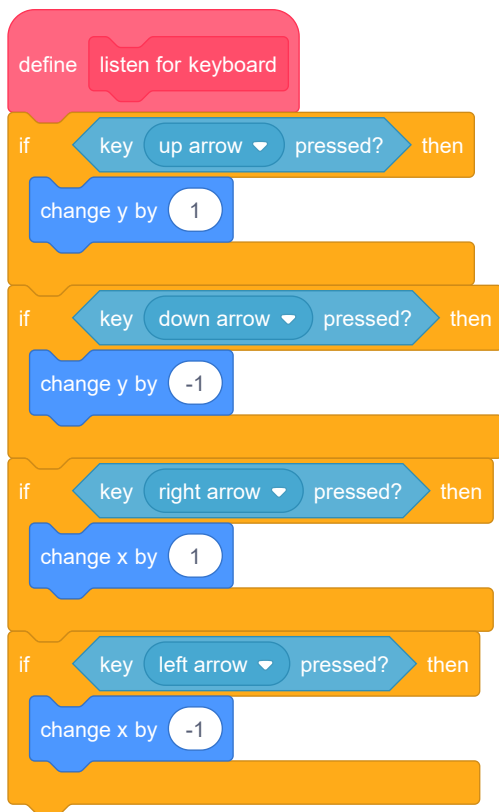 define listen for keyboard
if key up arrow pressed? then
change y by 1
if key down arrow pressed? then
change y by -1
if key right arrow pressed? then
change x by 1
if key left arrow pressed? then
change x by -1